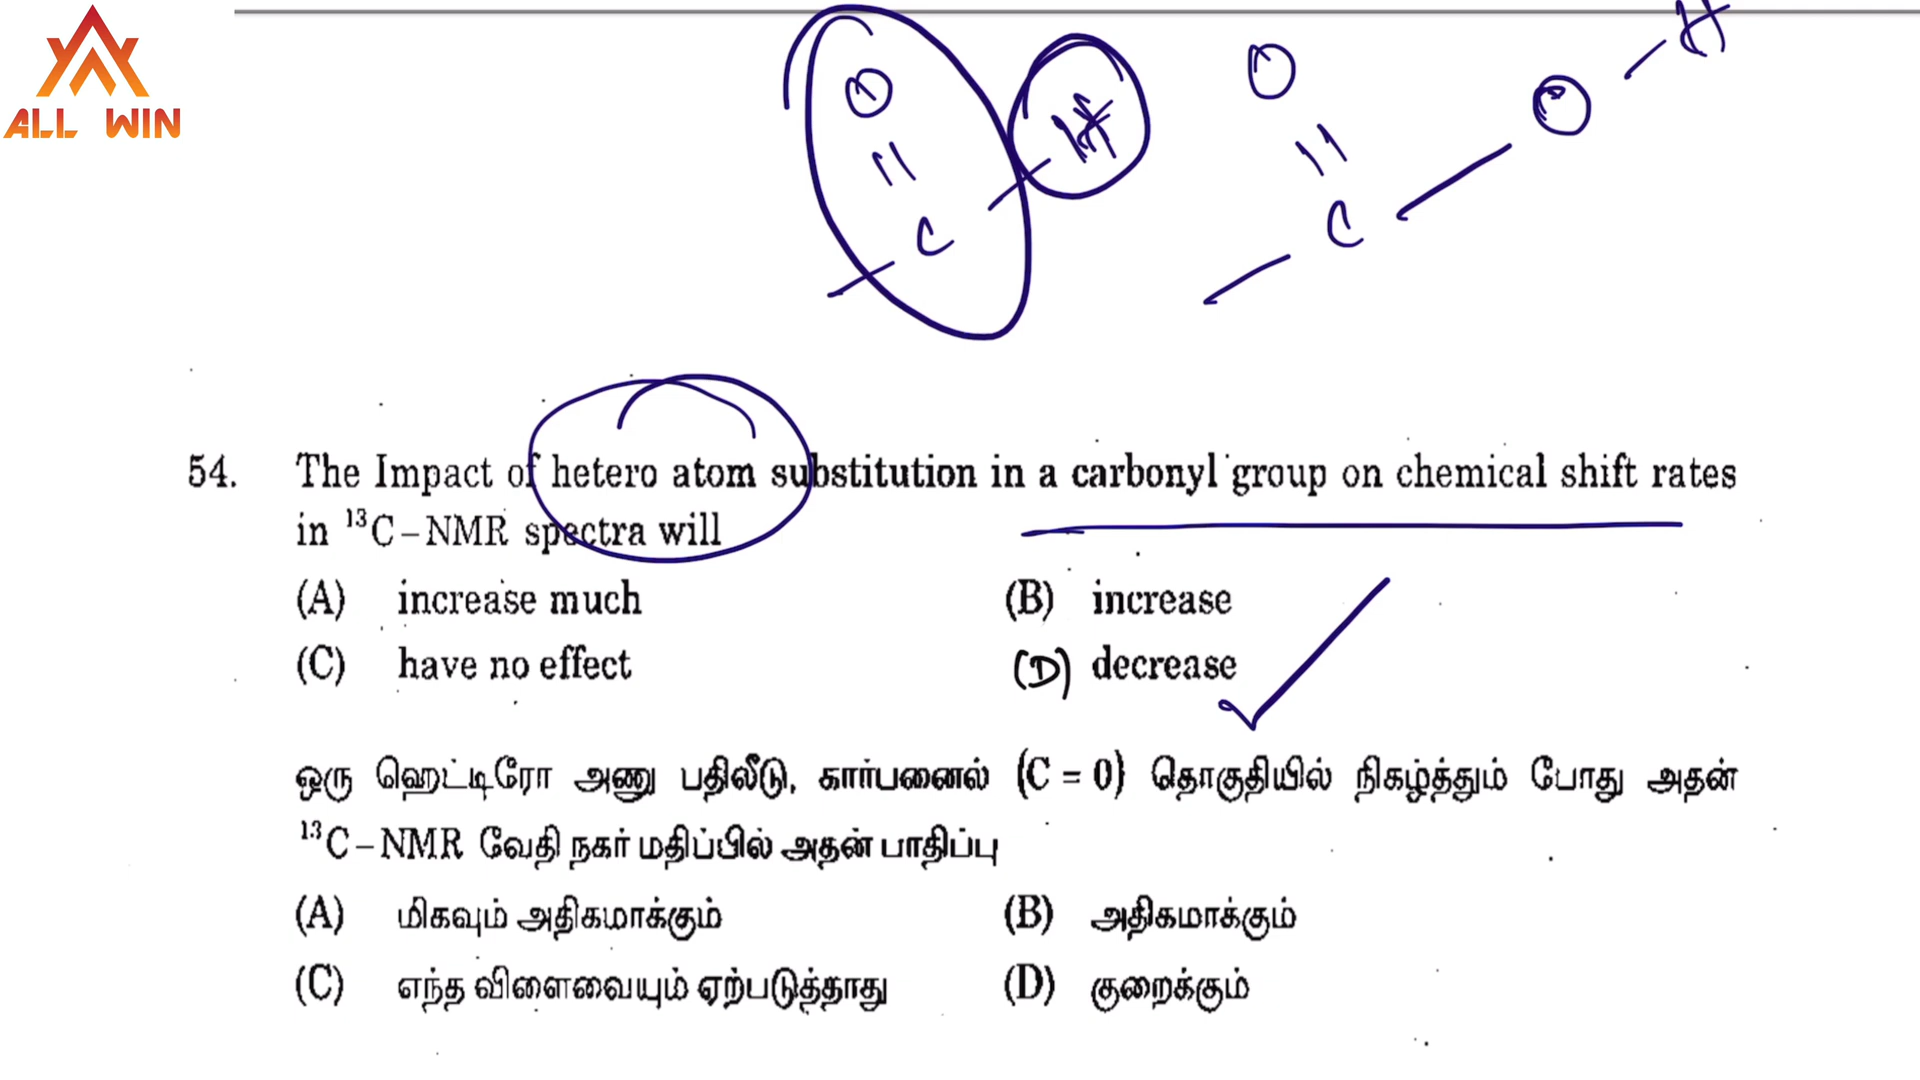 ALL WIN
O
H
O
O
H
C
C
54. The Impact of hetero atom substitution in a carbonyl group on chemical shift rates
in ¹³C – NMR spectra will
(A) increase much (B) increase
(C) have no effect (D) decrease
ஒரு ஹெட்டிரோ அணு பதிலீடு, கார்பனைல் (C = 0) தொகுதியில் நிகழ்த்தும் போது அதன்
¹³C – NMR வேதி நகர் மதிப்பில் அதன் பாதிப்பு
(A) மிகவும் அதிகமாக்கும் (B) அதிகமாக்கும்
(C) எந்த விளைவையும் ஏற்படுத்தாது (D) குறைக்கும்